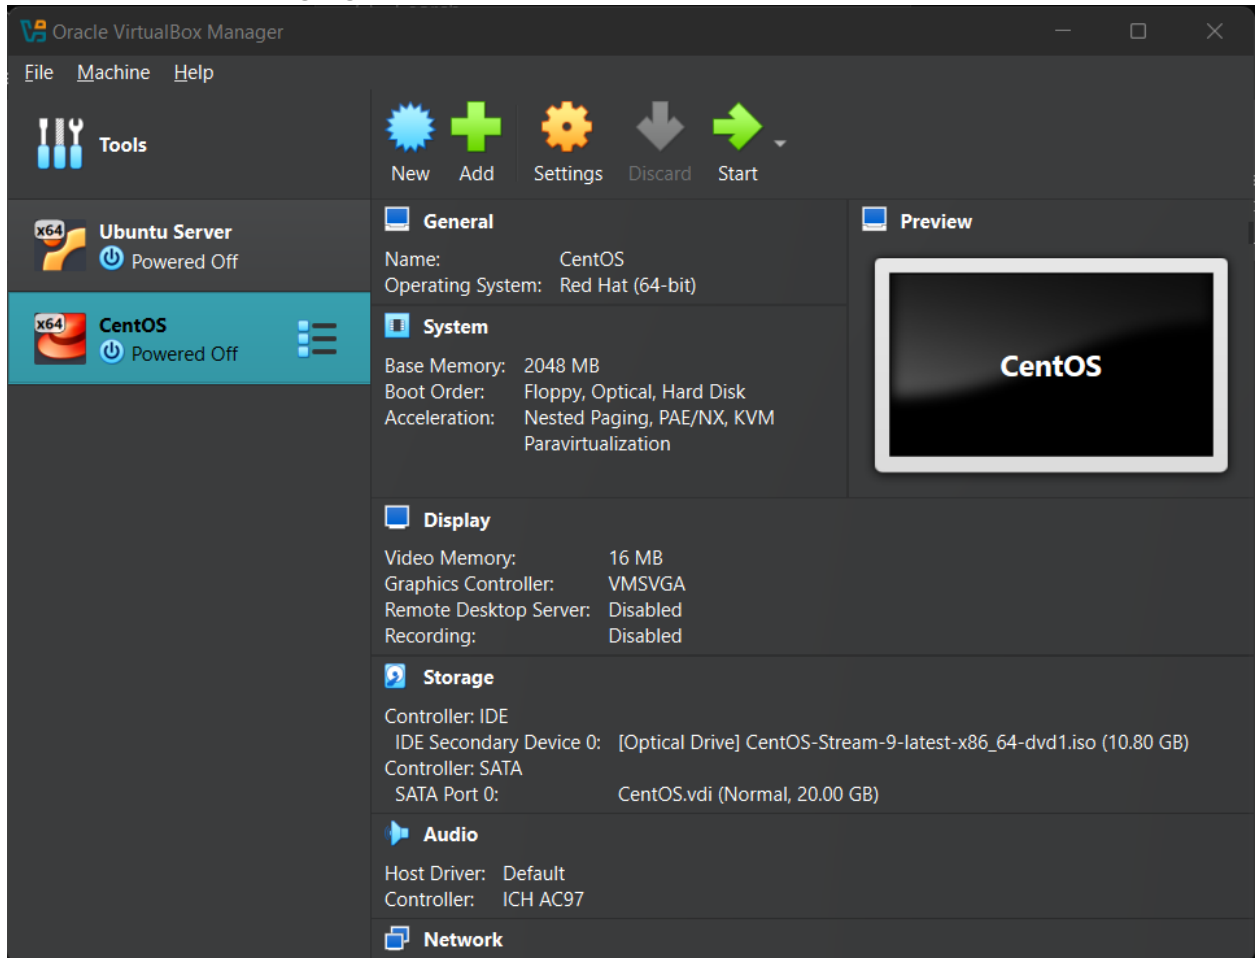 Oracle VirtualBox Manager
File Machine Help
Tools
New Add Settings Discard Start
x64 Ubuntu Server
Powered Off
x64 CentOS
Powered Off
General
Name: CentOS
Operating System: Red Hat (64-bit)
Preview
CentOS
System
Base Memory: 2048 MB
Boot Order: Floppy, Optical, Hard Disk
Acceleration: Nested Paging, PAE/NX, KVM
Paravirtualization
Display
Video Memory: 16 MB
Graphics Controller: VMSVGA
Remote Desktop Server: Disabled
Recording: Disabled
Storage
Controller: IDE
IDE Secondary Device 0: [Optical Drive] CentOS-Stream-9-latest-x86_64-dvd1.iso (10.80 GB)
Controller: SATA
SATA Port 0: CentOS.vdi (Normal, 20.00 GB)
Audio
Host Driver: Default
Controller: ICH AC97
Network